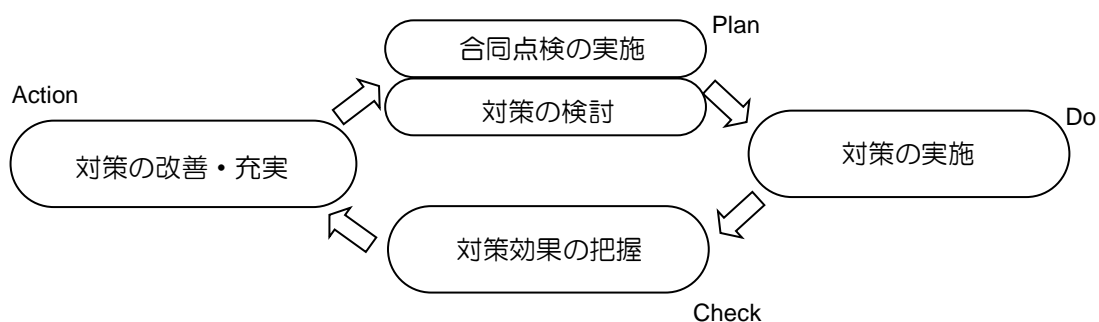 Plan
合同点検の実施
対策の検討
Do
対策の実施
Check
対策効果の把握
Action
対策の改善・充実